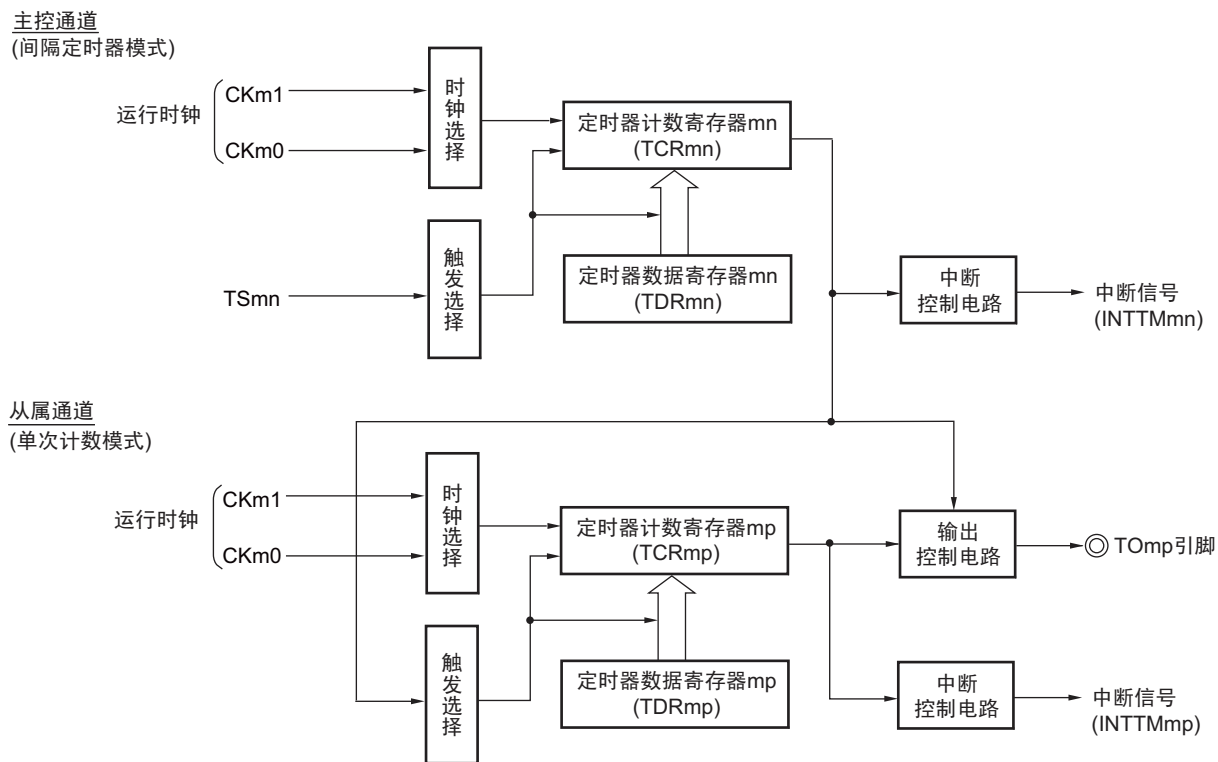 主控通道
(间隔定时器模式)
运行时钟
CKm1
CKm0
时钟选择
定时器计数寄存器mn
(TCRmn)
TSmn
触发选择
定时器数据寄存器mn
(TDRmn)
中断
控制电路
中断信号
(INTTMmn)
从属通道
(单次计数模式)
运行时钟
CKm1
CKm0
时钟选择
定时器计数寄存器mp
(TCRmp)
输出
控制电路
TOmp引脚
触发选择
定时器数据寄存器mp
(TDRmp)
中断
控制电路
中断信号
(INTTMmp)